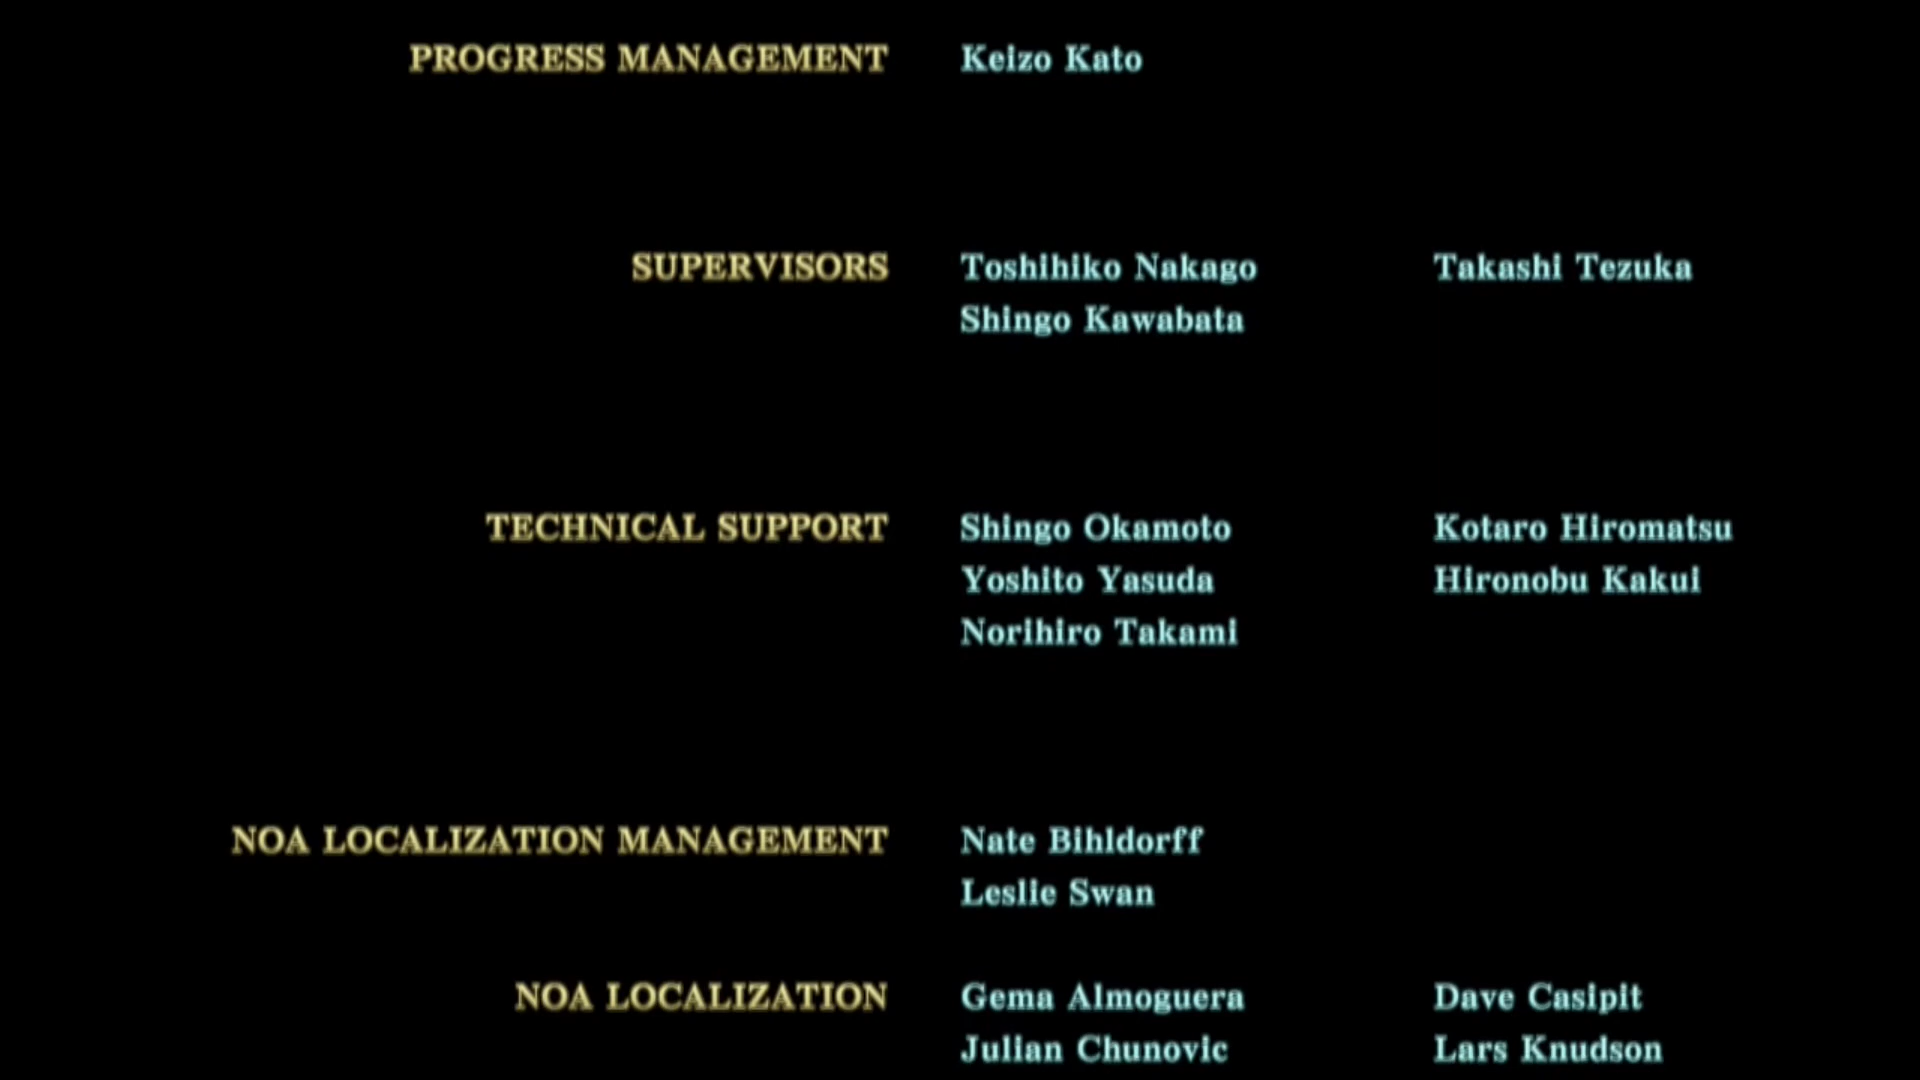 PROGRESS MANAGEMENT Keizo Kato
SUPERVISORS Toshihiko Nakago Takashi Tezuka
Shingo Kawabata
TECHNICAL SUPPORT Shingo Okamoto Kotaro Hiromatsu
Yoshito Yasuda Hironobu Kakui
Norihiro Takami
NOA LOCALIZATION MANAGEMENT Nate Bihldorff
Leslie Swan
NOA LOCALIZATION Gema Almoguera Dave Casipit
Julian Chunovic Lars Knudson